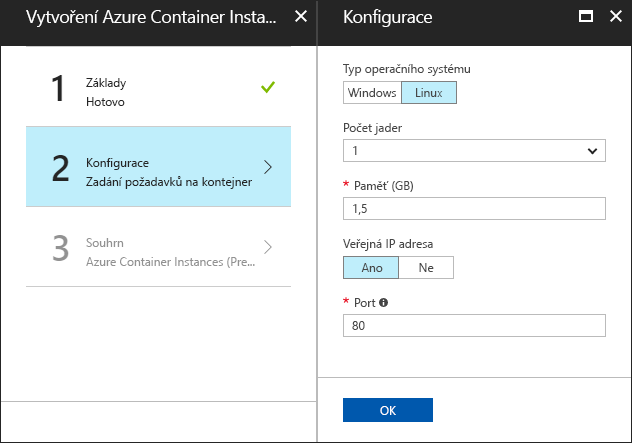 Vytvoření Azure Container Insta...
1
Základy
Hotovo
2
Konfigurace
Zadání požadavků na kontejner
3
Souhrn
Azure Container Instances (Pre...
Konfigurace
Typ operačního systému
Windows Linux
Počet jader
1
* Paměť (GB)
1,5
Veřejná IP adresa
Ano Ne
* Port
80
OK